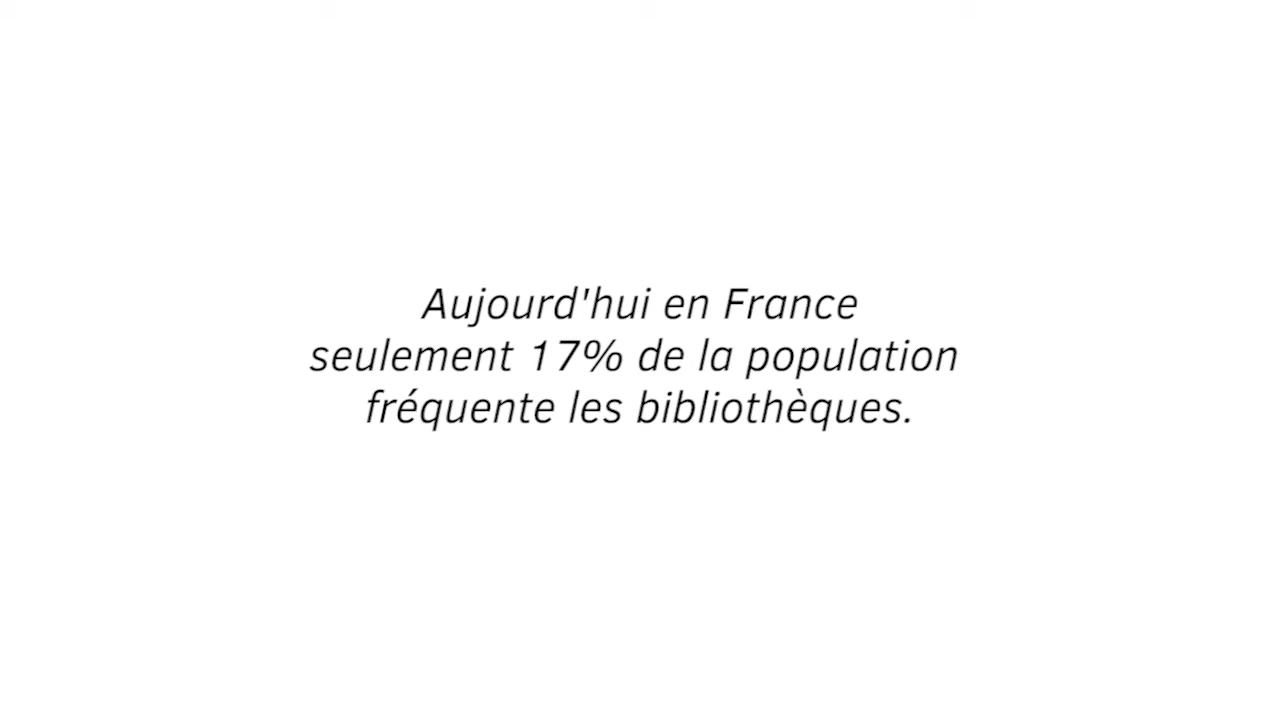 Aujourd'hui en France
seulement 17% de la population
fréquente les bibliothèques.